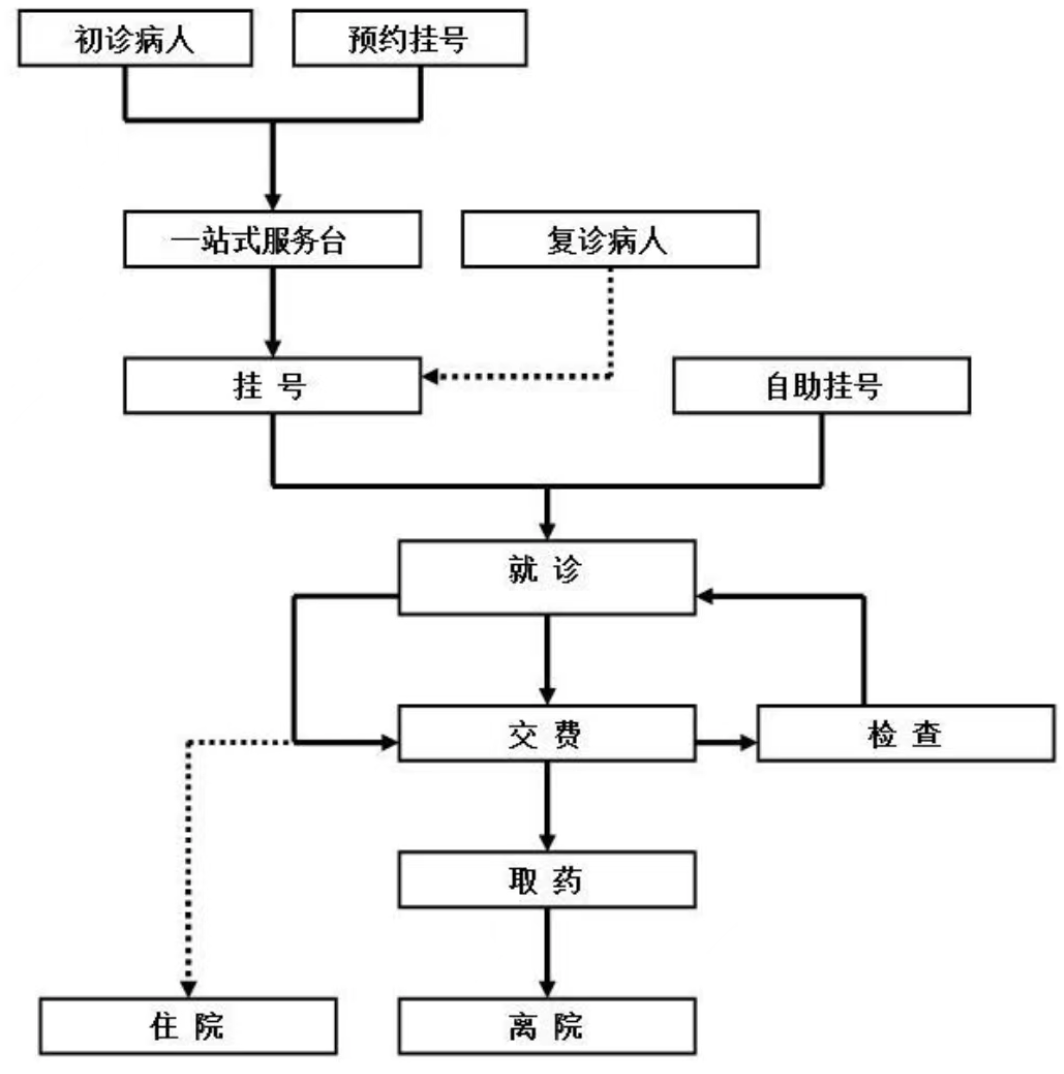 初诊病人
预约挂号
一站式服务台
复诊病人
挂 号
自助挂号
就 诊
交 费
检 查
取 药
住 院
离 院